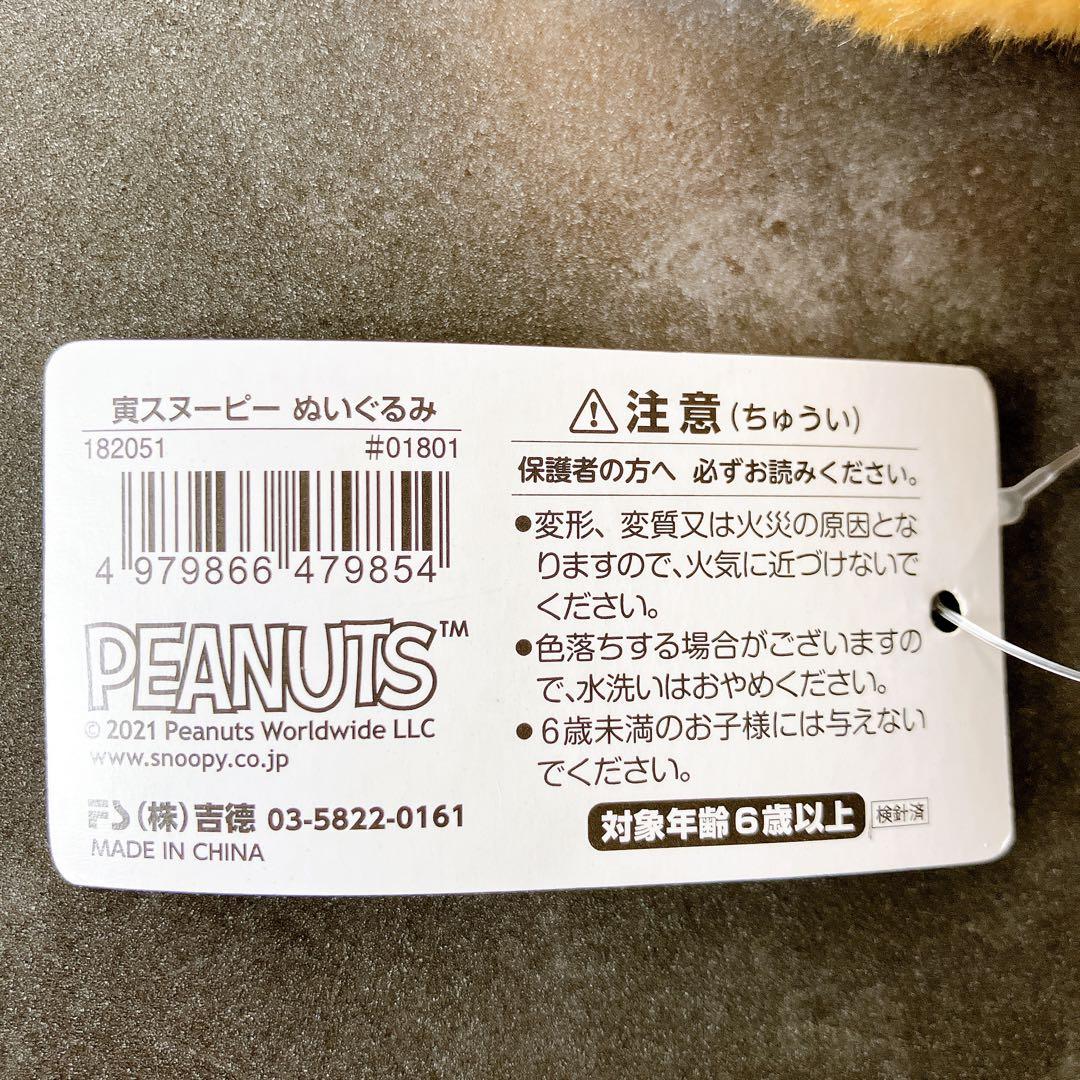 寅スヌーピー ぬいぐるみ
182051 #01801
4 979866 479854
PEANUTS™
© 2021 Peanuts Worldwide LLC
www.snoopy.co.jp
FS (株)吉徳 03-5822-0161
MADE IN CHINA
⚠注意(ちゅうい)
保護者の方へ 必ずお読みください。
●変形、変質又は火災の原因とな
りますので、火気に近づけないで
ください。
●色落ちする場合がございますの
で、水洗いはおやめください。
●6歳未満のお子様には与えない
でください。
対象年齢6歳以上 検針済